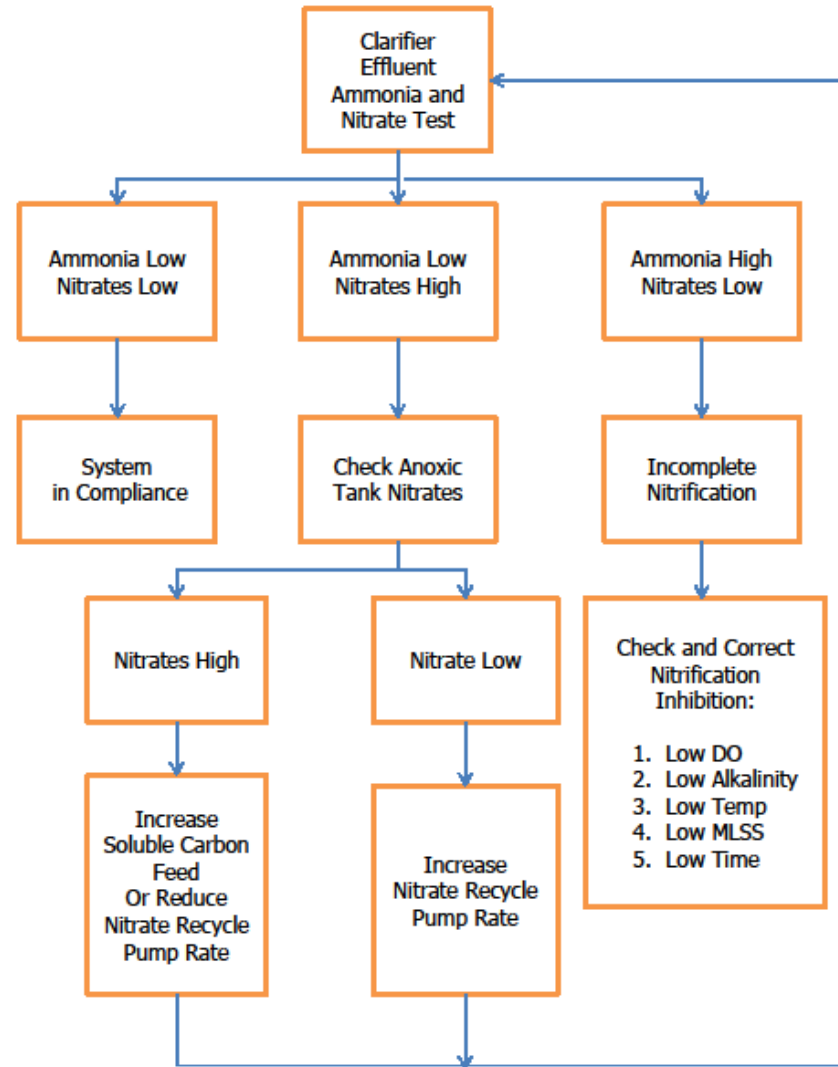 Clarifier
Effluent
Ammonia and
Nitrate Test
Ammonia Low
Nitrates Low
Ammonia Low
Nitrates High
Ammonia High
Nitrates Low
System
in Compliance
Check Anoxic
Tank Nitrates
Incomplete
Nitrification
Nitrates High
Nitrate Low
Check and Correct
Nitrification
Inhibition:
1. Low DO
2. Low Alkalinity
3. Low Temp
4. Low MLSS
5. Low Time
Increase
Soluble Carbon
Feed
Or Reduce
Nitrate Recycle
Pump Rate
Increase
Nitrate Recycle
Pump Rate